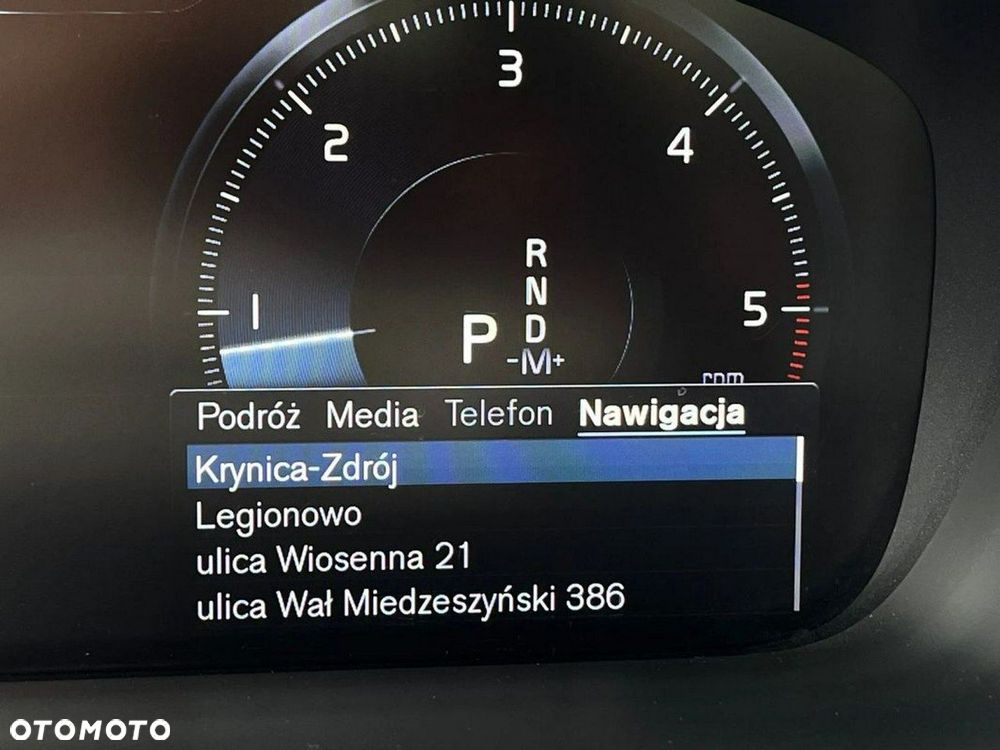 3
2 4
R
N
1 5
P D
-M+
rpm
Podróż Media Telefon Nawigacja
Krynica-Zdrój
Legionowo
ulica Wiosenna 21
ulica Wał Miedzeszyński 386
OTOMOTO